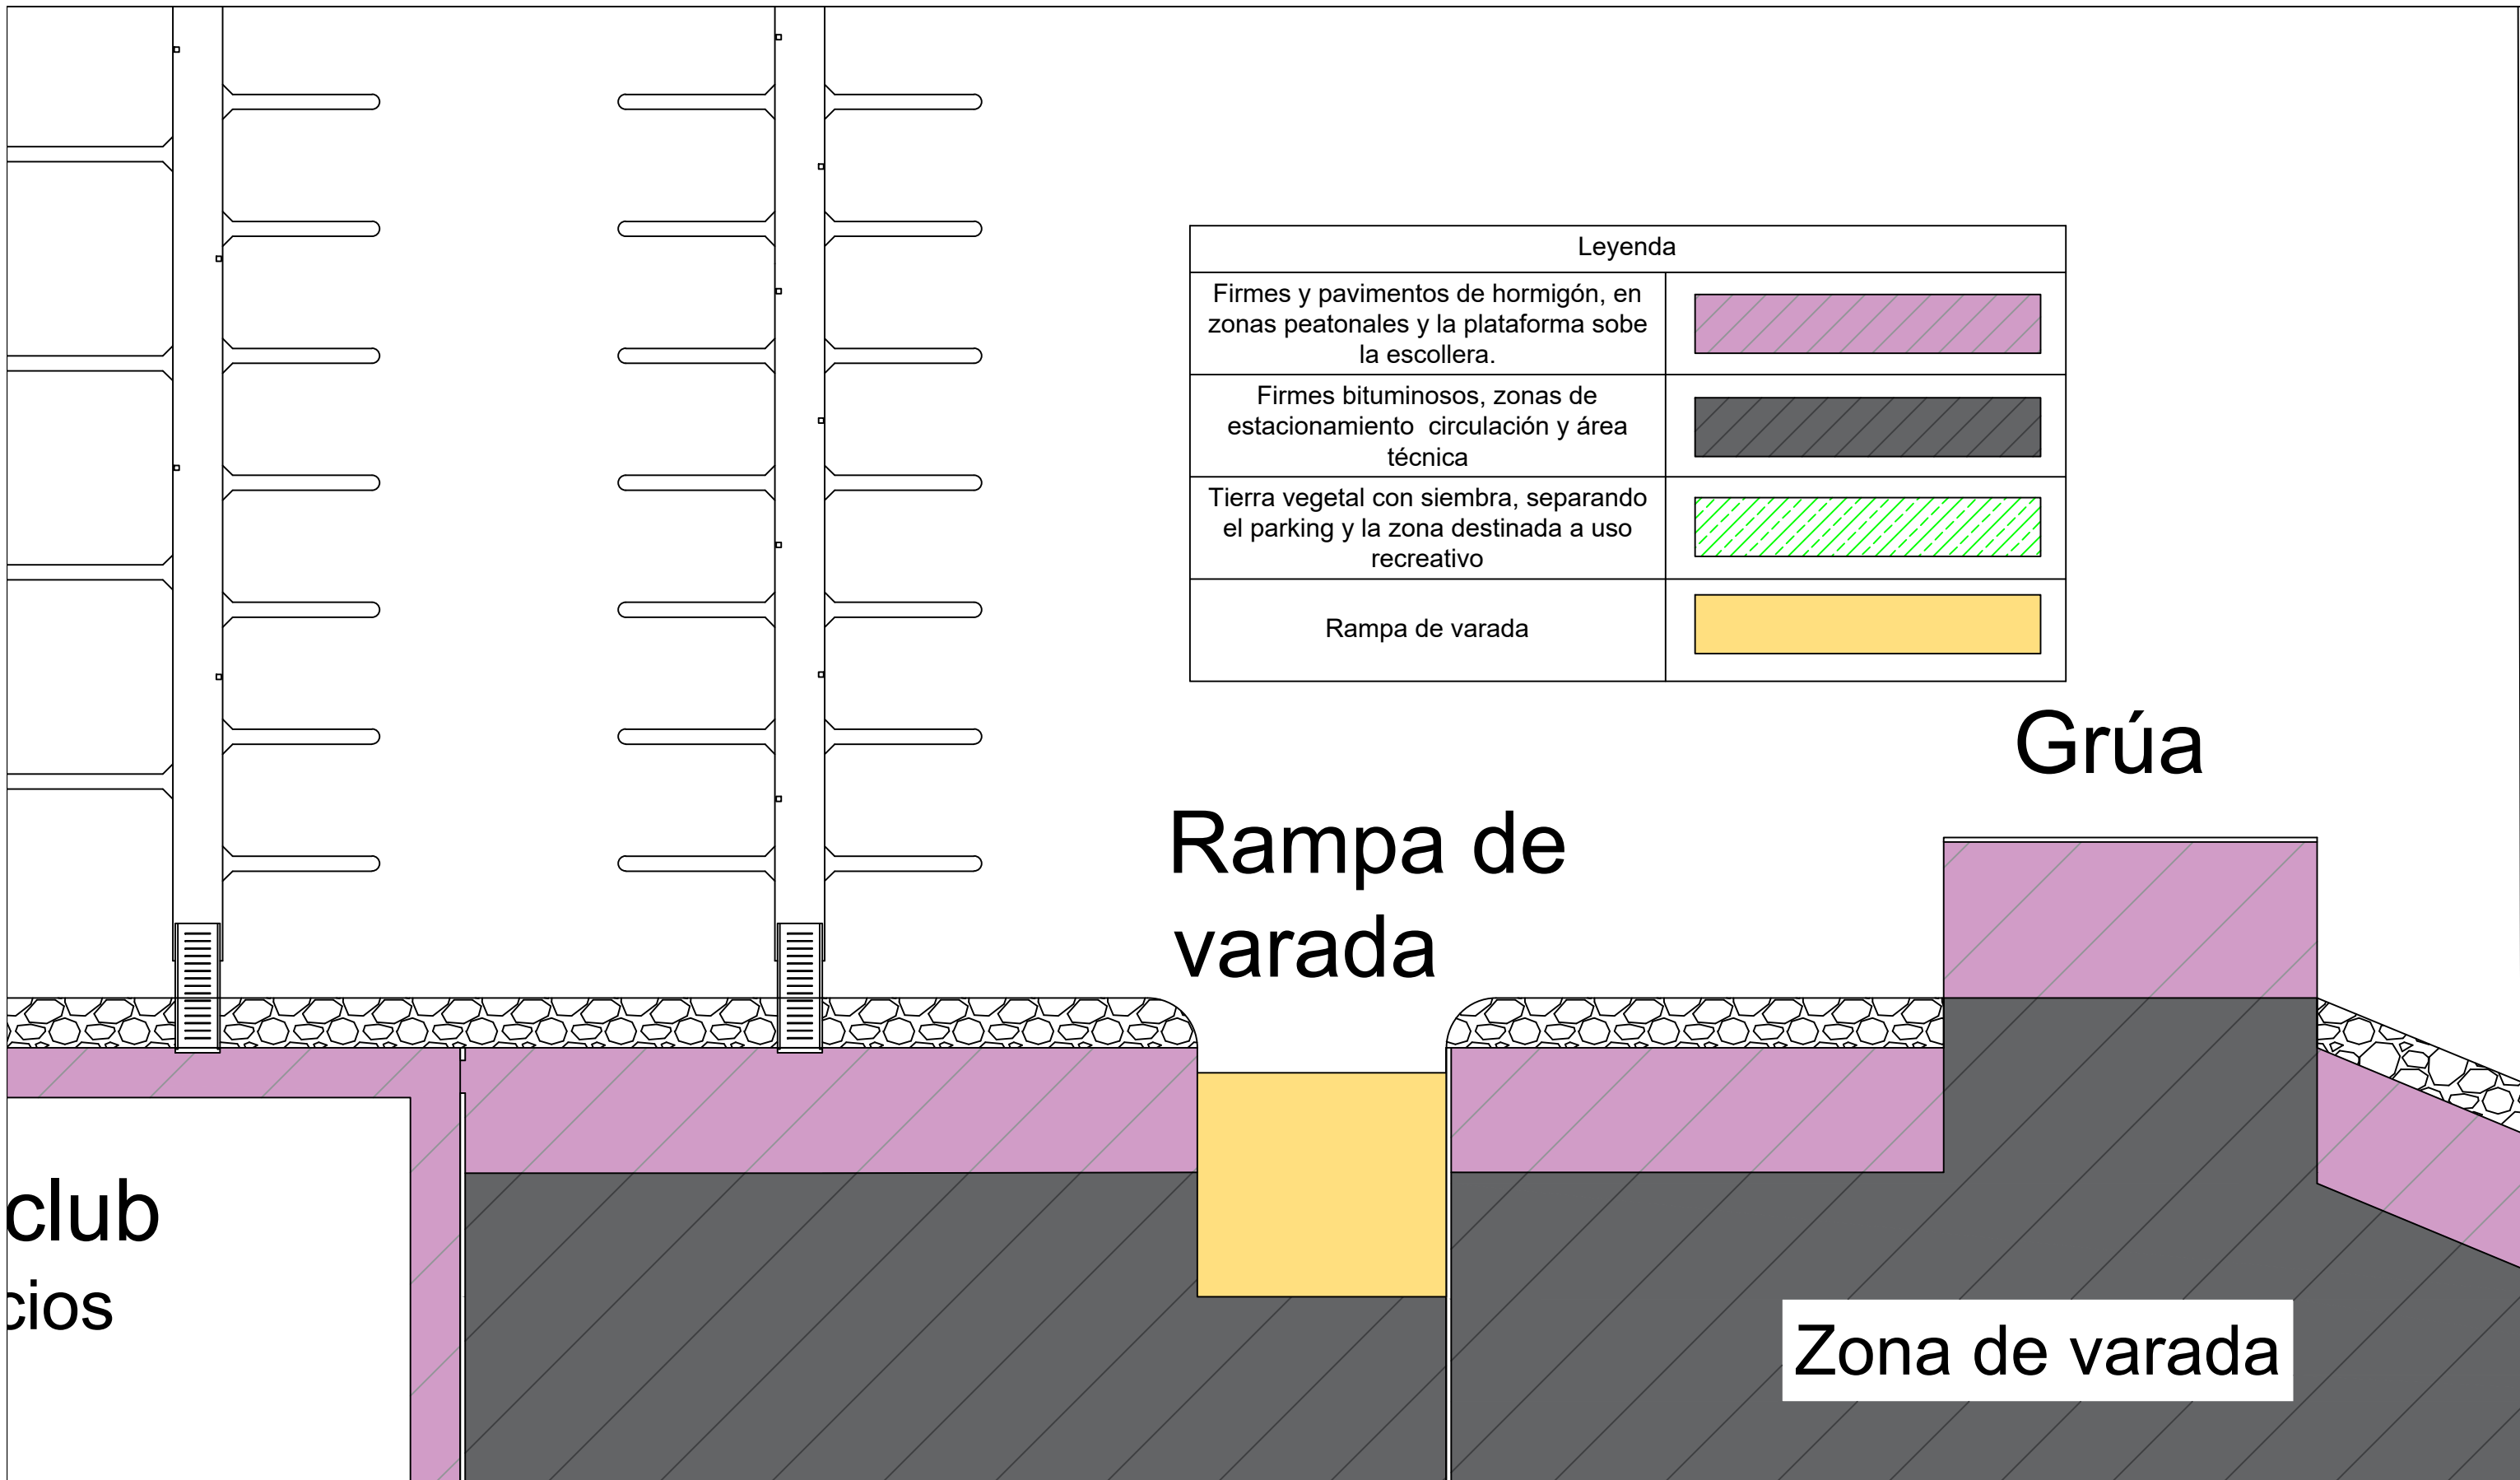 Leyenda
Firmes y pavimentos de hormigón, en
zonas peatonales y la plataforma sobe
la escollera.
Firmes bituminosos, zonas de
estacionamiento circulación y área
técnica
Tierra vegetal con siembra, separando
el parking y la zona destinada a uso
recreativo
Rampa de varada
Grúa
Rampa de
varada
club
cios
Zona de varada